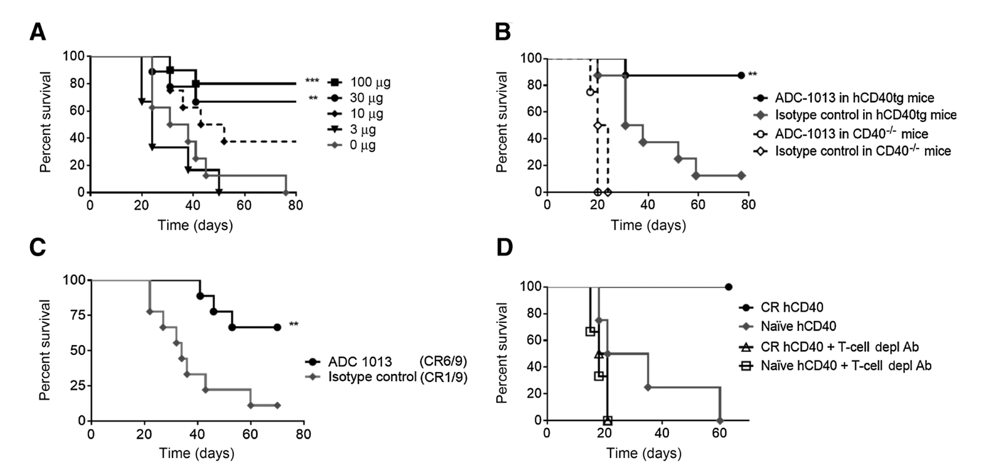 A
Percent survival
100
80
60
40
20
0
0 20 40 60 80
Time (days)
***
**
100 µg
30 µg
10 µg
3 µg
0 µg
B
Percent survival
100
80
60
40
20
0
0 20 40 60 80
Time (days)
**
ADC-1013 in hCD40tg mice
Isotype control in hCD40tg mice
ADC-1013 in CD40-/- mice
Isotype control in CD40-/- mice
C
Percent survival
100
75
50
25
0
0 20 40 60 80
Time (days)
**
ADC 1013 (CR6/9)
Isotype control (CR1/9)
D
Percent survival
100
80
60
40
20
0
0 20 40 60
Time (days)
CR hCD40
Naïve hCD40
CR hCD40 + T-cell depl Ab
Naïve hCD40 + T-cell depl Ab